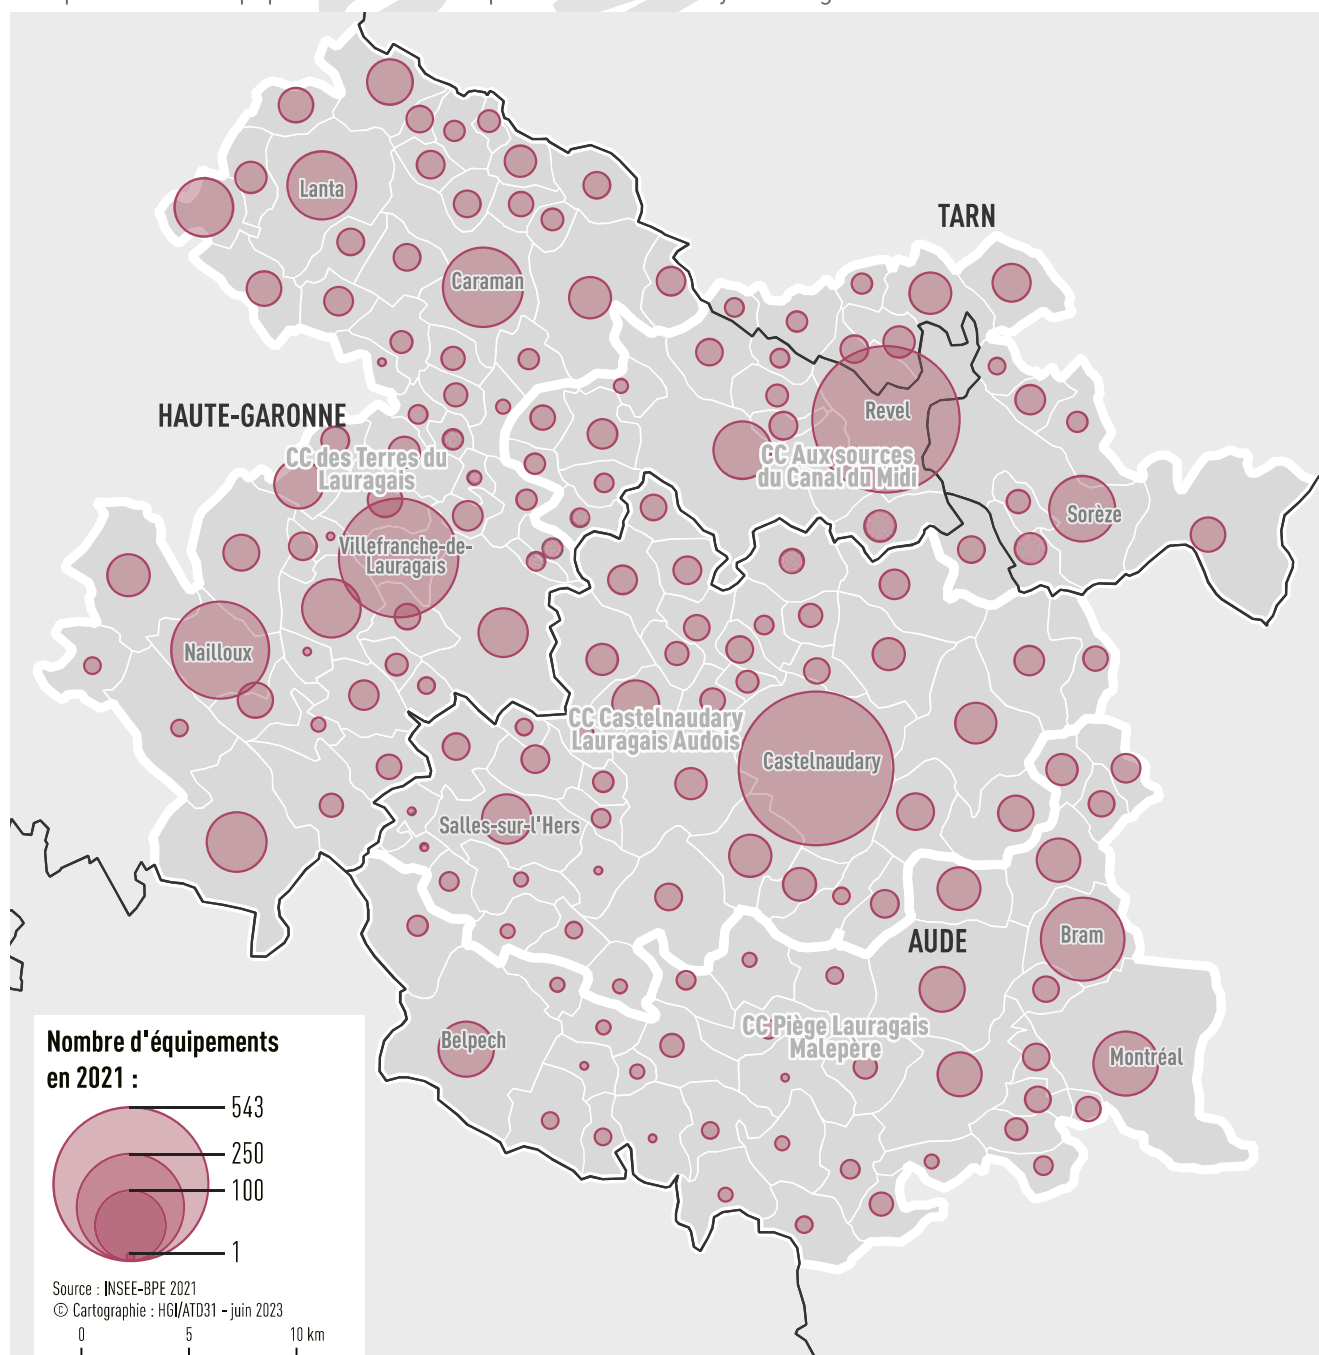 Lanta
TARN
Caraman
HAUTE-GARONNE
Revel
CC des Terres du
Lauragais
CC Aux sources
du Canal du Midi
Sorèze
Villefranche-de-
Lauragais
Nailloux
CC Castelnaudary
Lauragais Audois
Castelnaudary
Salles-sur-l'Hers
Bram
AUDE
Belpech
CC Piège Lauragais
Malepère
Montréal
Nombre d'équipements
en 2021 :
543
250
100
1
Source : INSEE-BPE 2021
© Cartographie : HGI/ATD31 - juin 2023
0 5 10 km